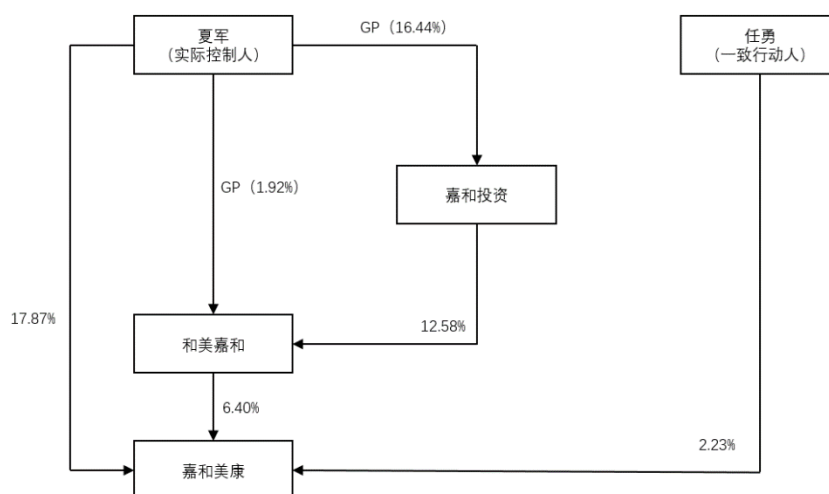 夏军
（实际控制人）
GP（16.44%）
任勇
（一致行动人）
嘉和投资
GP（1.92%）
17.87%
12.58%
和美嘉和
6.40%
2.23%
嘉和美康